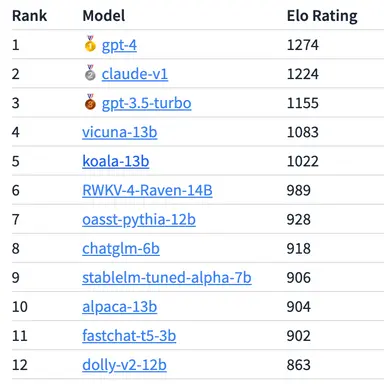 Rank Model Elo Rating
1 🥇 gpt-4 1274
2 🥈 claude-v1 1224
3 🥉 gpt-3.5-turbo 1155
4 vicuna-13b 1083
5 koala-13b 1022
6 RWKV-4-Raven-14B 989
7 oasst-pythia-12b 928
8 chatglm-6b 918
9 stablelm-tuned-alpha-7b 906
10 alpaca-13b 904
11 fastchat-t5-3b 902
12 dolly-v2-12b 863